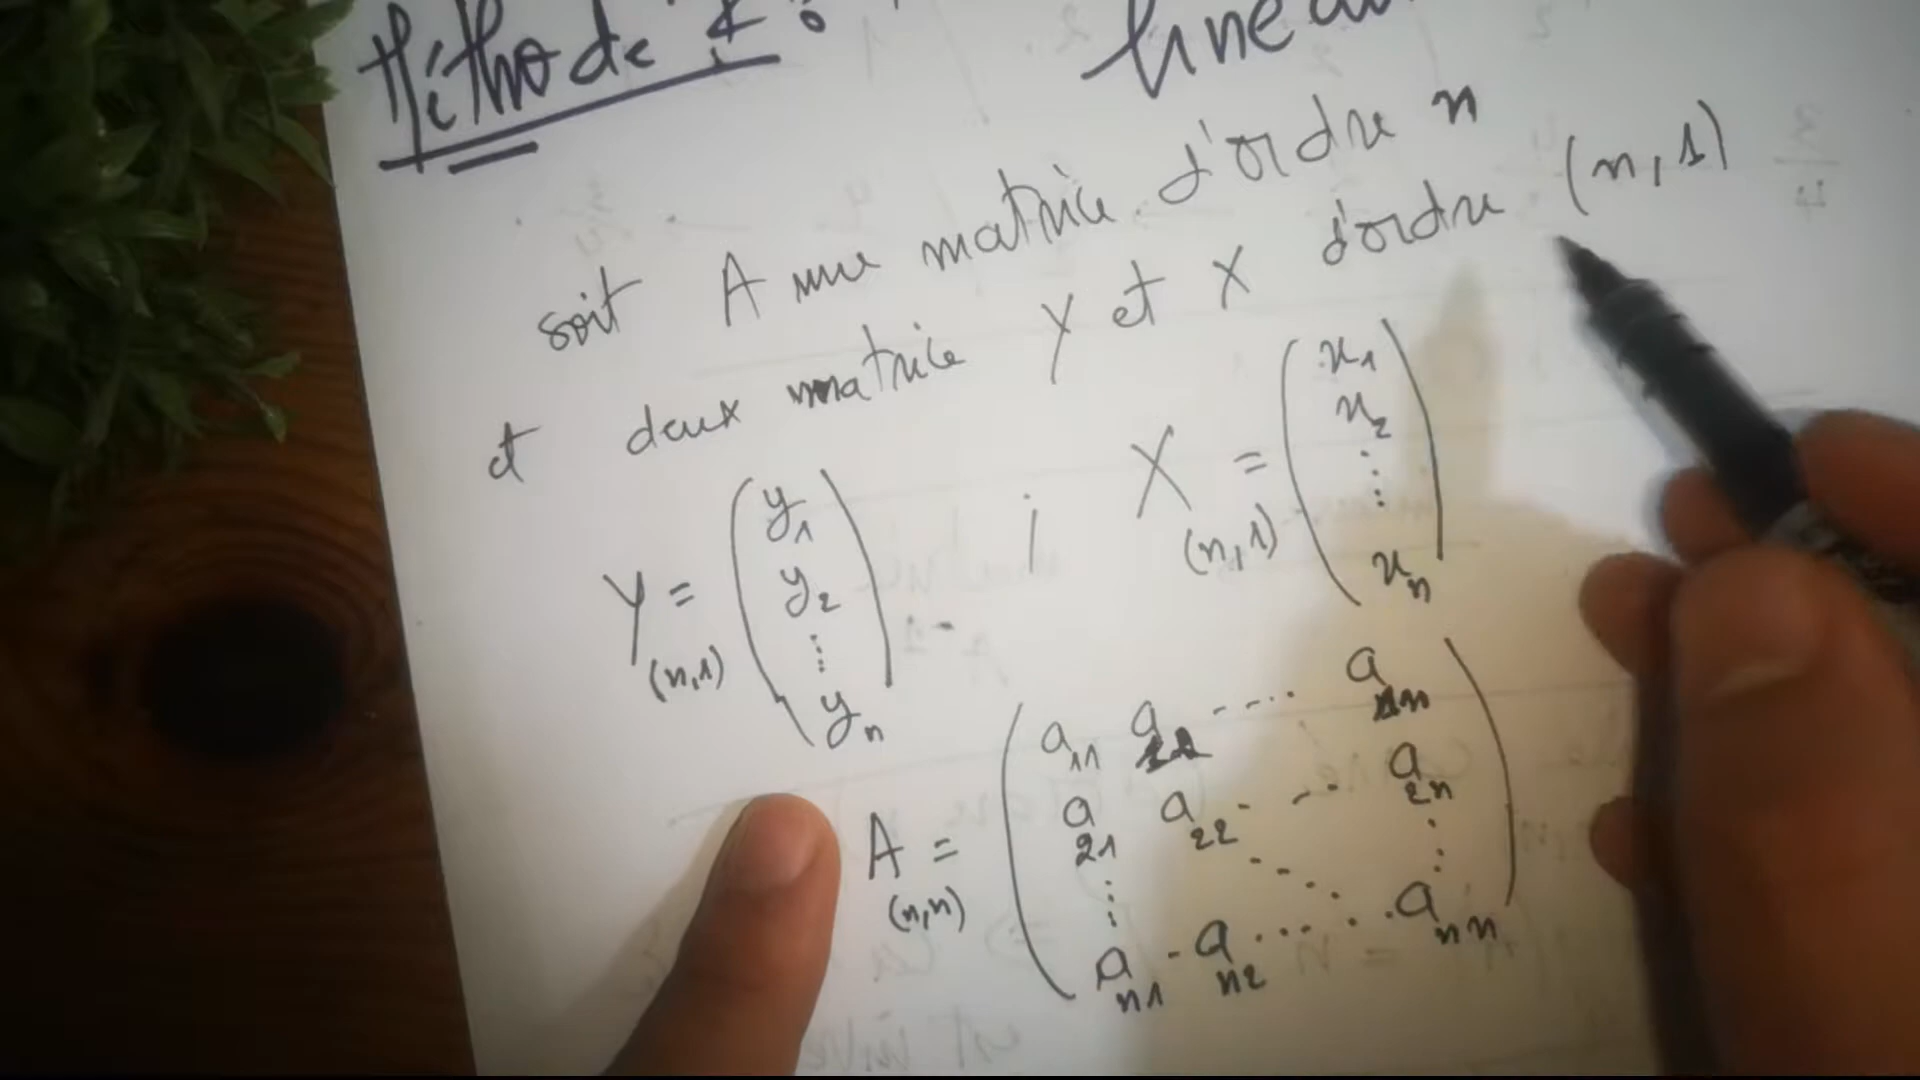 Méthode
soit A une matrice d'ordre n
et deux matrice Y et X d'ordre (n,1)
Y(n,1) = (y1 y2 ⋮ yn) ; X(n,1) = (x1 x2 ⋮ xn)
A(n,n) = (a11 a12 ---- a1n
a21 a22 ---- a2n
⋮ ⋱ ⋮
an1 - an2 ..... ann)